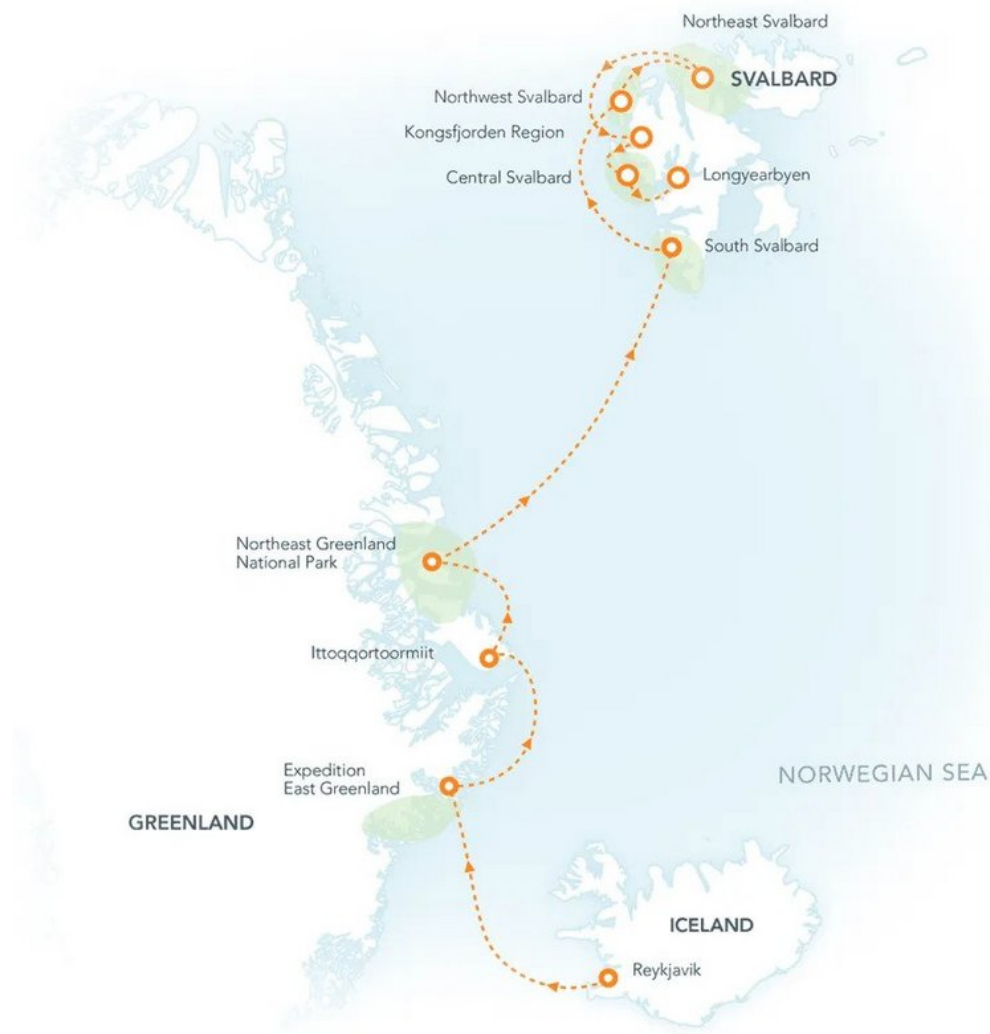 Northeast Svalbard
SVALBARD
Northwest Svalbard
Kongsfjorden Region
Central Svalbard
Longyearbyen
South Svalbard
Northeast Greenland
National Park
Ittoqqortoormiit
Expedition
East Greenland
NORWEGIAN SEA
GREENLAND
ICELAND
Reykjavik